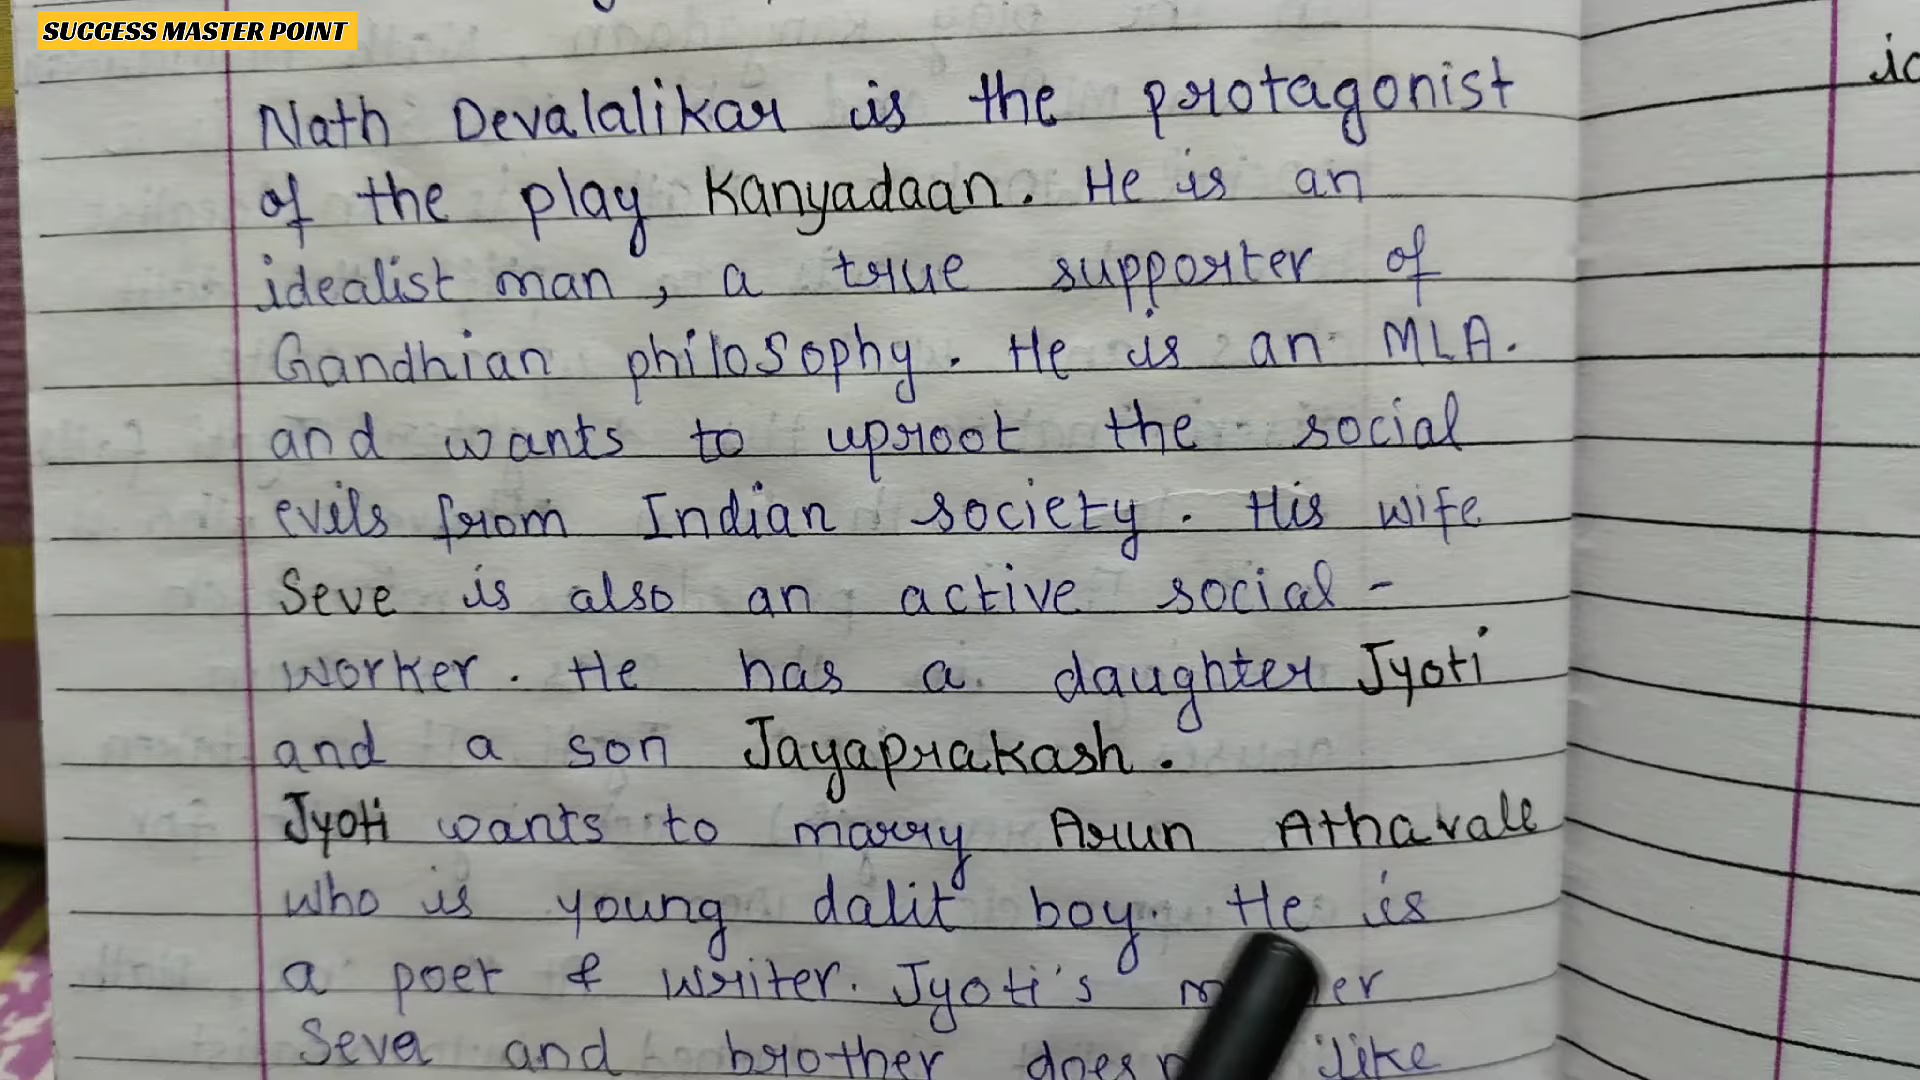 SUCCESS MASTER POINT
Nath Devalalikar is the protagonist
of the play Kanyadaan. He is an
idealist man, a true supporter of
Gandhian philosophy. He is an MLA.
and wants to uproot the social
evils from Indian society. His wife
Seve is also an active social-
worker. He has a daughter Jyoti
and a son Jayaprakash.
Jyoti wants to marry Arun Athavale
who is young dalit boy. He is
a poet & writer. Jyoti's
Seva and brother like